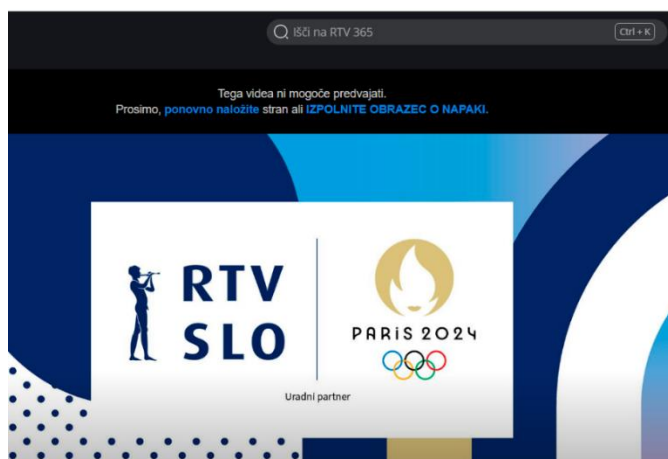 Išči na RTV 365
Ctrl + K
Tega videa ni mogoče predvajati.
Prosimo, ponovno naložite stran ali IZPOLNITE OBRAZEC O NAPAKI.
RTV
SLO
PARIS 2024
Uradni partner